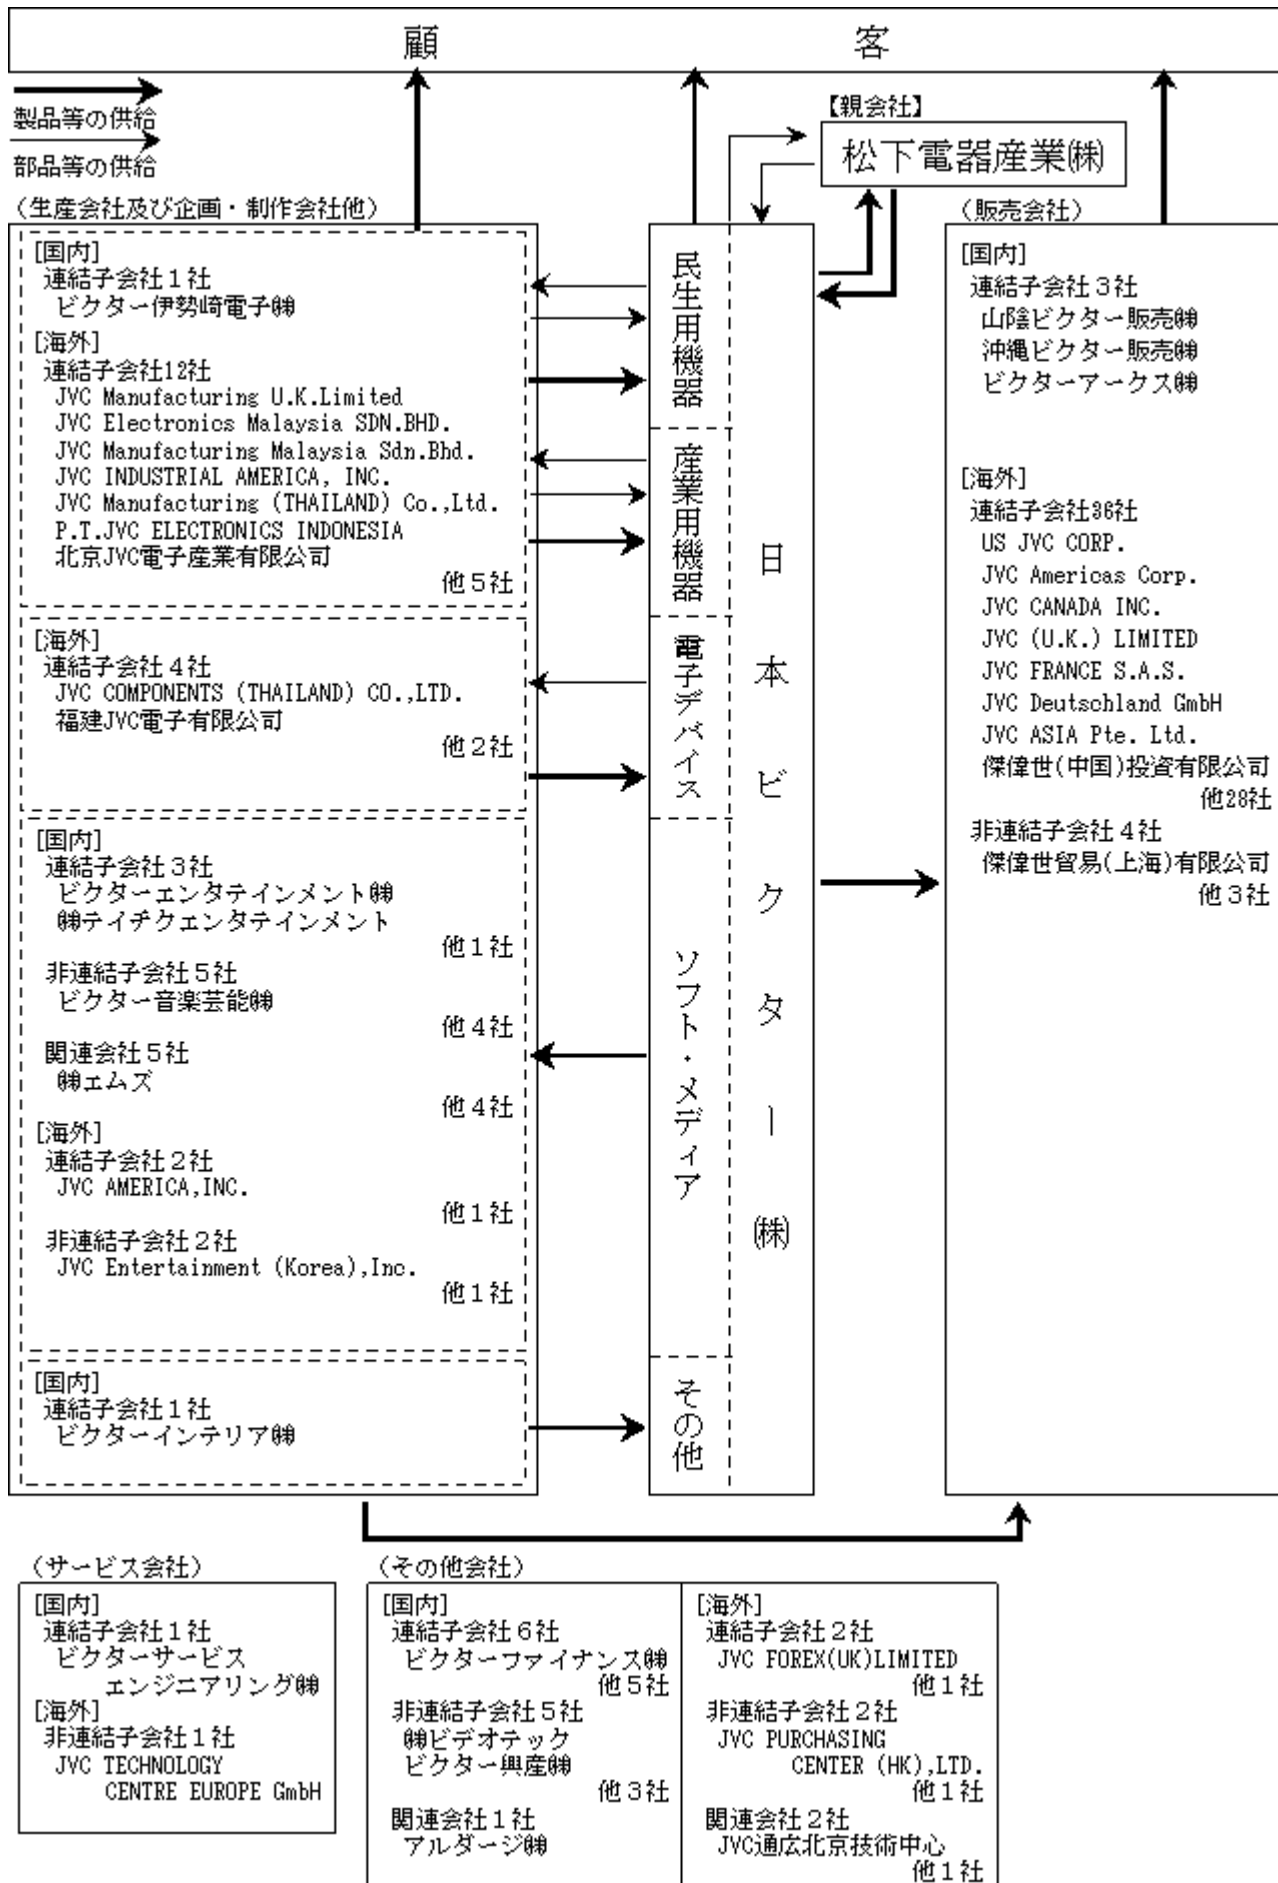 顧客
製品等の供給
部品等の供給
【親会社】
松下電器産業㈱
（生産会社及び企画・制作会社他）
[国内]
連結子会社１社
ビクター伊勢崎電子㈱
[海外]
連結子会社12社
JVC Manufacturing U.K.Limited
JVC Electronics Malaysia SDN.BHD.
JVC Manufacturing Malaysia Sdn.Bhd.
JVC INDUSTRIAL AMERICA, INC.
JVC Manufacturing (THAILAND) Co.,Ltd.
P.T.JVC ELECTRONICS INDONESIA
北京JVC電子産業有限公司
他５社
[海外]
連結子会社４社
JVC COMPONENTS (THAILAND) CO.,LTD.
福建JVC電子有限公司
他２社
[国内]
連結子会社３社
ビクターエンタテインメント㈱
㈱テイチクエンタテインメント
他１社
非連結子会社５社
ビクター音楽芸能㈱
他４社
関連会社５社
㈱エムズ
他４社
[海外]
連結子会社２社
JVC AMERICA,INC.
他１社
非連結子会社２社
JVC Entertainment (Korea),Inc.
他１社
[国内]
連結子会社１社
ビクターインテリア㈱
民生用機器
産業用機器
電子デバイス
ソフト・メディア
その他
日本ビクター㈱
（販売会社）
[国内]
連結子会社３社
山陰ビクター販売㈱
沖縄ビクター販売㈱
ビクターアークス㈱
[海外]
連結子会社36社
US JVC CORP.
JVC Americas Corp.
JVC CANADA INC.
JVC (U.K.) LIMITED
JVC FRANCE S.A.S.
JVC Deutschland GmbH
JVC ASIA Pte. Ltd.
傑偉世(中国)投資有限公司
他28社
非連結子会社４社
傑偉世貿易(上海)有限公司
他３社
（サービス会社）
[国内]
連結子会社１社
ビクターサービス
エンジニアリング㈱
[海外]
非連結子会社１社
JVC TECHNOLOGY
CENTRE EUROPE GmbH
（その他会社）
[国内]
連結子会社６社
ビクターファイナンス㈱
他５社
非連結子会社５社
㈱ビデオテック
ビクター興産㈱
他３社
関連会社１社
アルダージ㈱
[海外]
連結子会社２社
JVC FOREX(UK)LIMITED
他１社
非連結子会社２社
JVC PURCHASING
CENTER (HK),LTD.
他１社
関連会社２社
JVC通広北京技術中心
他１社